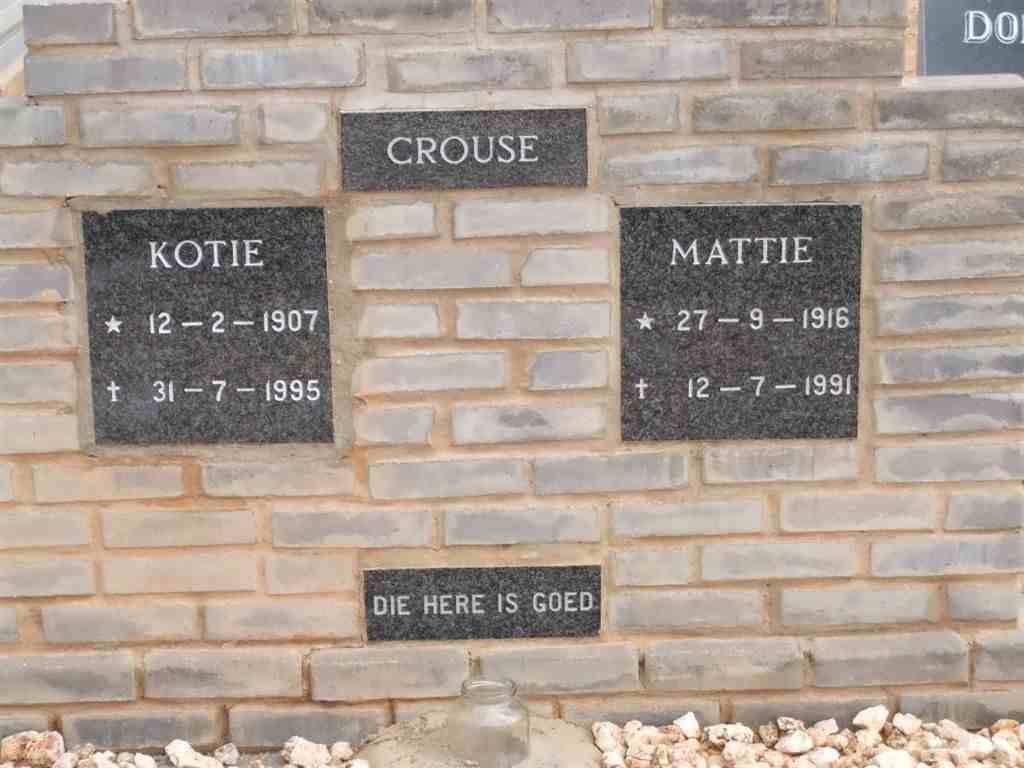 CROUSE
KOTIE
★ 12-2-1907
✝ 31-7-1995
MATTIE
★ 27-9-1916
✝ 12-7-1991
DIE HERE IS GOED